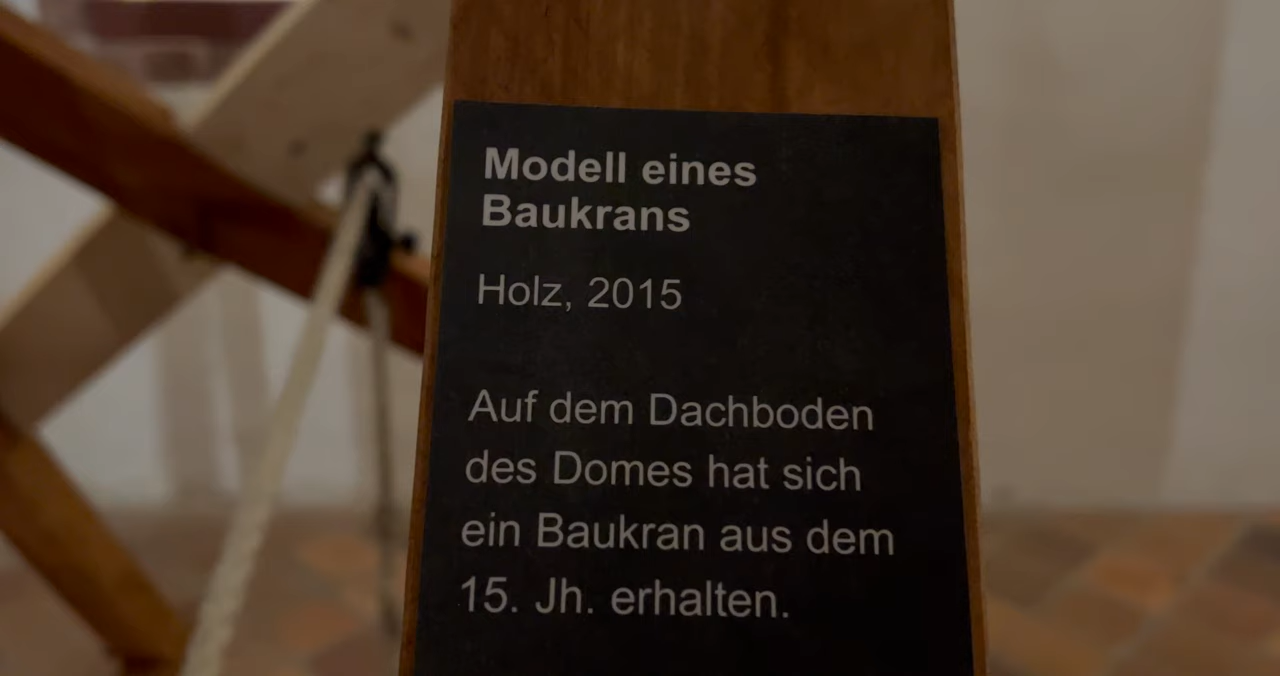 Modell eines
Baukrans
Holz, 2015
Auf dem Dachboden
des Domes hat sich
ein Baukran aus dem
15. Jh. erhalten.